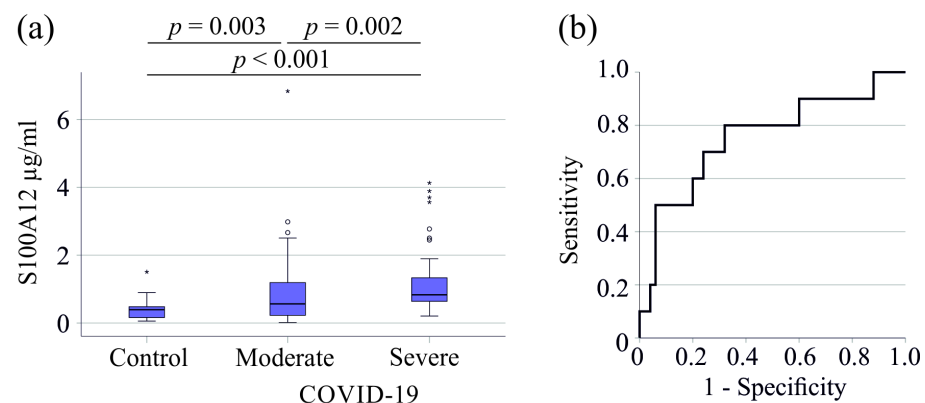 (a)
p = 0.003 p = 0.002
p < 0.001
S100A12 µg/ml
6
4
2
0
Control Moderate Severe
COVID-19
(b)
Sensitivity
1.0
0.8
0.6
0.4
0.2
0
0 0.2 0.4 0.6 0.8 1.0
1 - Specificity